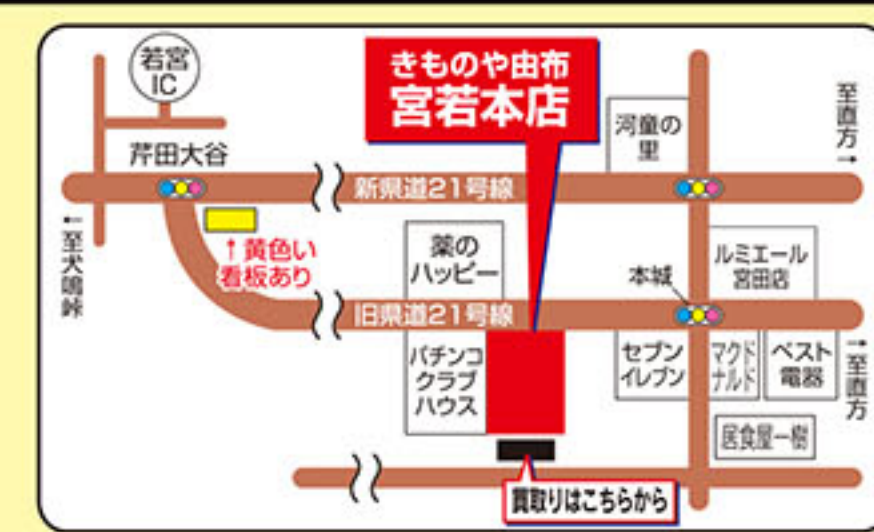 若宮
IC
芹田大谷
きものや由布
宮若本店
河童の
里
至直方
→
新県道21号線
←
至犬鳴峠
↑黄色い
看板あり
薬の
ハッピー
本城
ルミエール
宮田店
旧県道21号線
パチンコ
クラブ
ハウス
セブン
イレブン
マクド
ナルド
ベスト
電器
→
至直方
居食屋一樹
買取りはこちらから